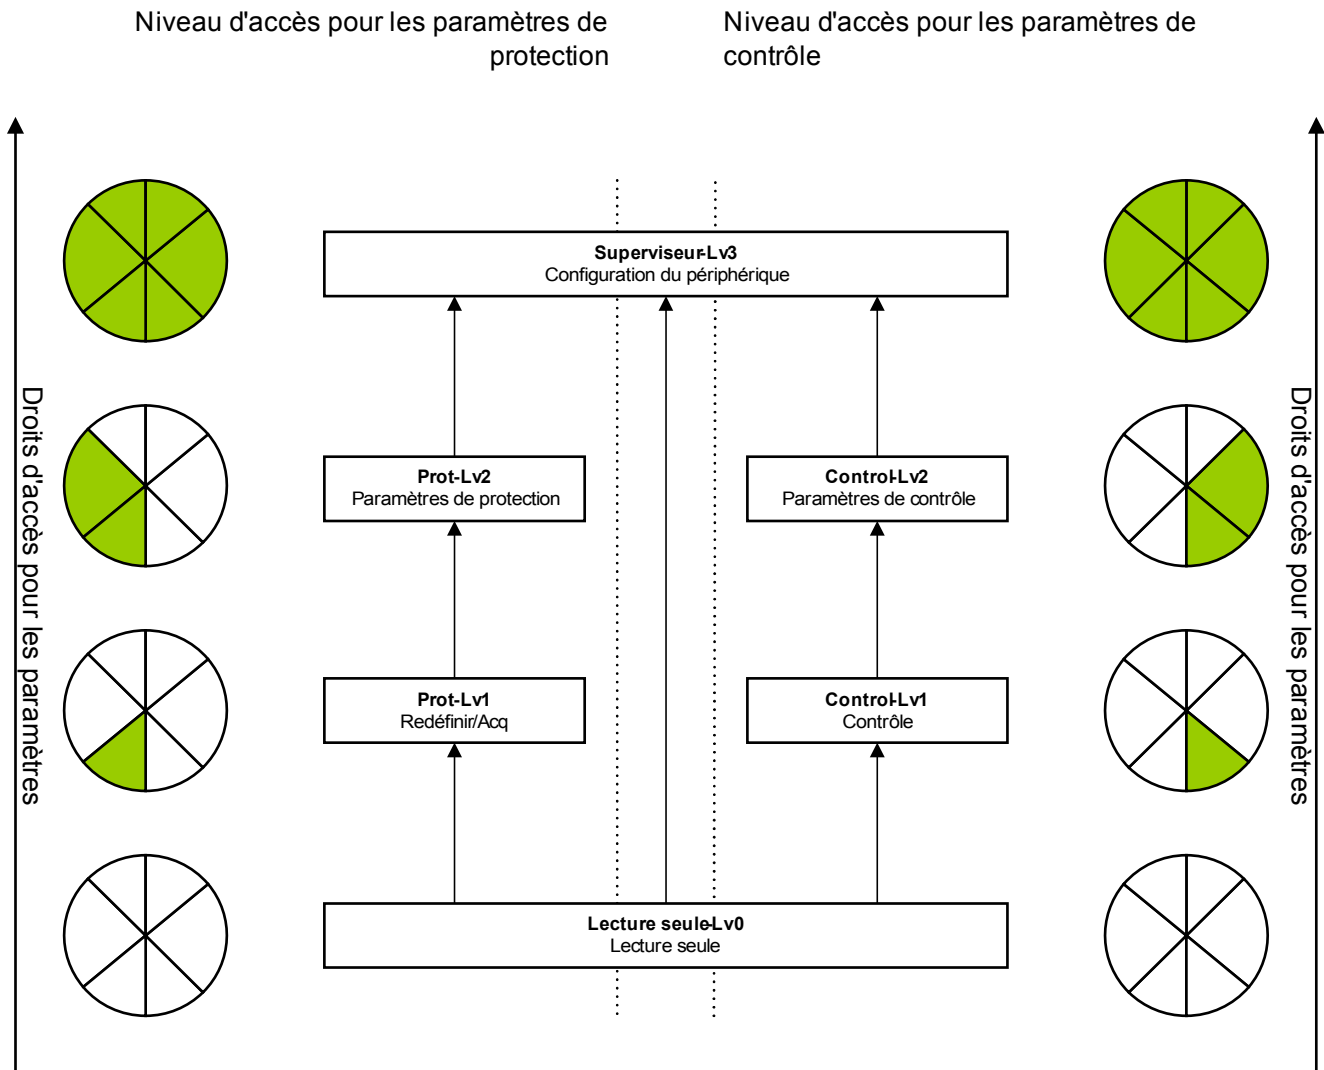 Niveau d'accès pour les paramètres de
protection
Niveau d'accès pour les paramètres de
contrôle
Superviseur-Lv3
Configuration du périphérique
Droits d'accès pour les paramètres
Droits d'accès pour les paramètres
Prot-Lv2
Paramètres de protection
Control-Lv2
Paramètres de contrôle
Prot-Lv1
Redéfinir/Acq
Control-Lv1
Contrôle
Lecture seule-Lv0
Lecture seule